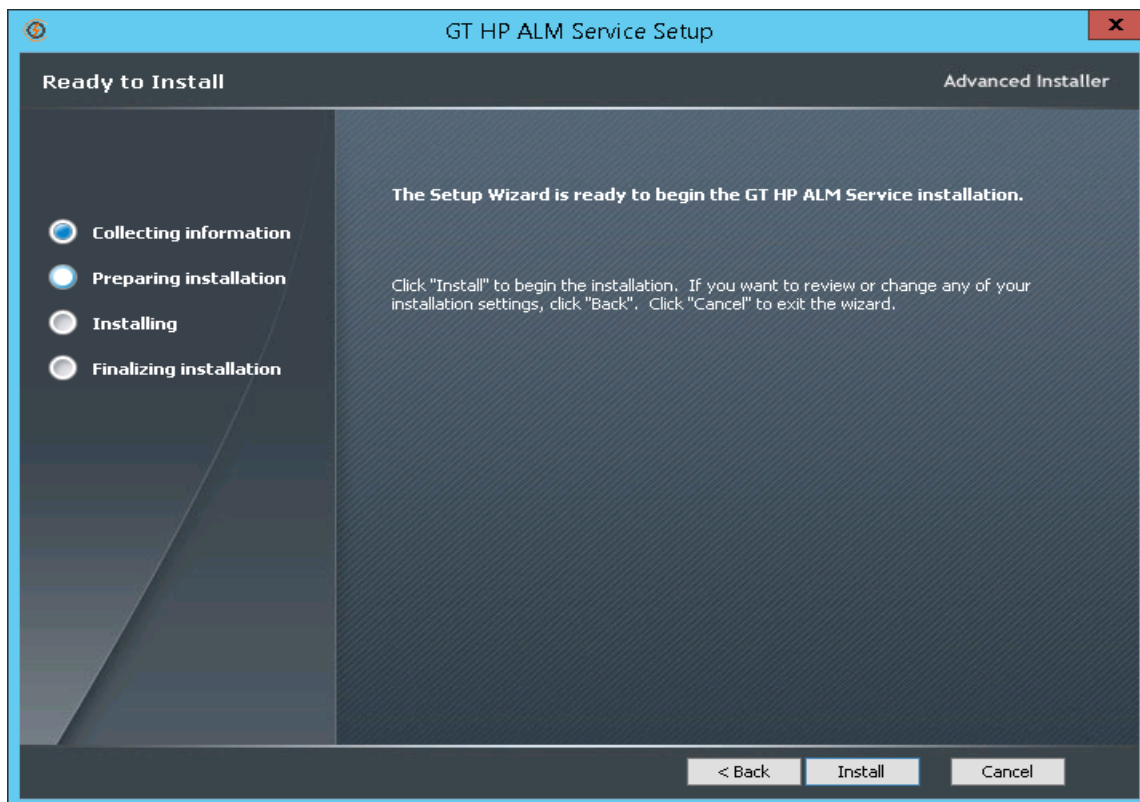 GT HP ALM Service Setup
x
Ready to Install
Advanced Installer
The Setup Wizard is ready to begin the GT HP ALM Service installation.
Collecting information
Preparing installation
Installing
Finalizing installation
Click "Install" to begin the installation.  If you want to review or change any of your
installation settings, click "Back".  Click "Cancel" to exit the wizard.
< Back
Install
Cancel